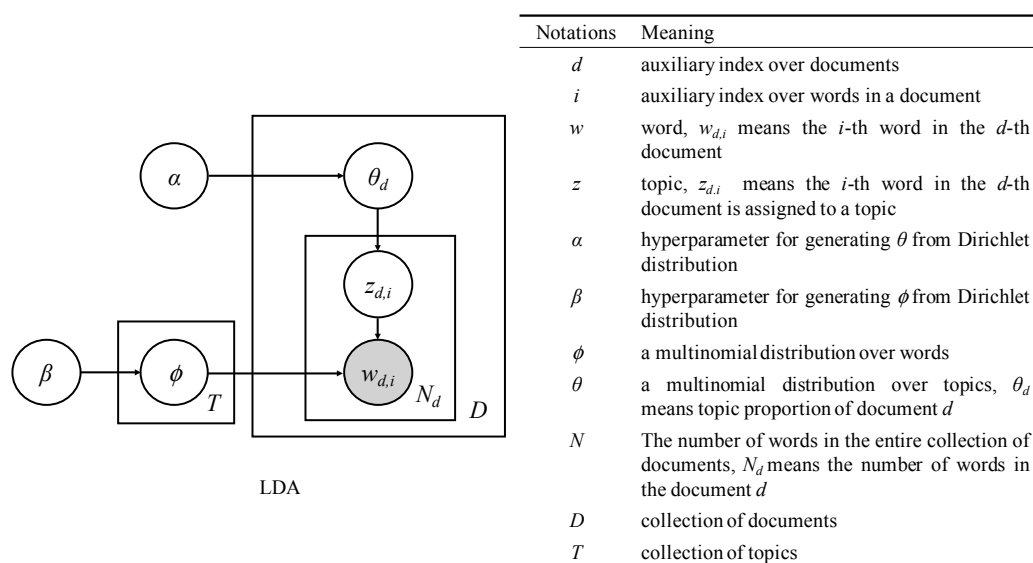 α
θd
zd,i
β
ϕ
wd,i
T
Nd
D
LDA
Notations Meaning
d auxiliary index over documents
i auxiliary index over words in a document
w word, wd,i means the i-th word in the d-th
document
z topic, zd.i means the i-th word in the d-th
document is assigned to a topic
α hyperparameter for generating θ from Dirichlet
distribution
β hyperparameter for generating ϕ from Dirichlet
distribution
ϕ a multinomial distribution over words
θ a multinomial distribution over topics, θd
means topic proportion of document d
N The number of words in the entire collection of
documents, Nd means the number of words in
the document d
D collection of documents
T collection of topics